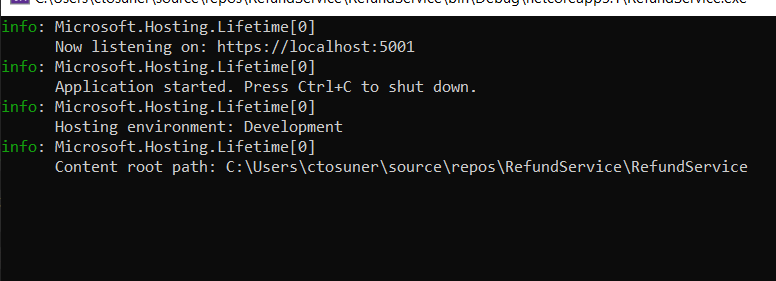 C:\Users\ctosuner\source\repos\RefundService\RefundService\bin\Debug\netcoreapp3.1\RefundService.exe
info: Microsoft.Hosting.Lifetime[0]
      Now listening on: https://localhost:5001
info: Microsoft.Hosting.Lifetime[0]
      Application started. Press Ctrl+C to shut down.
info: Microsoft.Hosting.Lifetime[0]
      Hosting environment: Development
info: Microsoft.Hosting.Lifetime[0]
      Content root path: C:\Users\ctosuner\source\repos\RefundService\RefundService